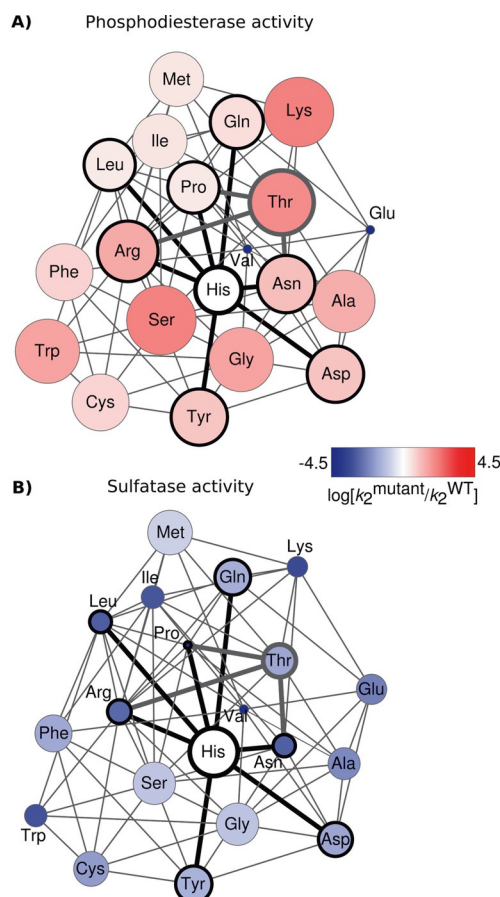 A) Phosphodiesterase activity
Met
Lys
Gln
Ile
Leu
Pro
Thr
Glu
Arg
Val
Phe
His
Asn
Ala
Ser
Trp
Gly
Asp
Cys
Tyr
-4.5 4.5
log[k₂ᵐᵘᵗᵃⁿᵗ/k₂ᵂᵀ]
B) Sulfatase activity
Met
Lys
Ile
Gln
Leu
Pro
Thr
Arg
Glu
Val
Phe
His
Asn
Ala
Ser
Trp
Gly
Asp
Cys
Tyr